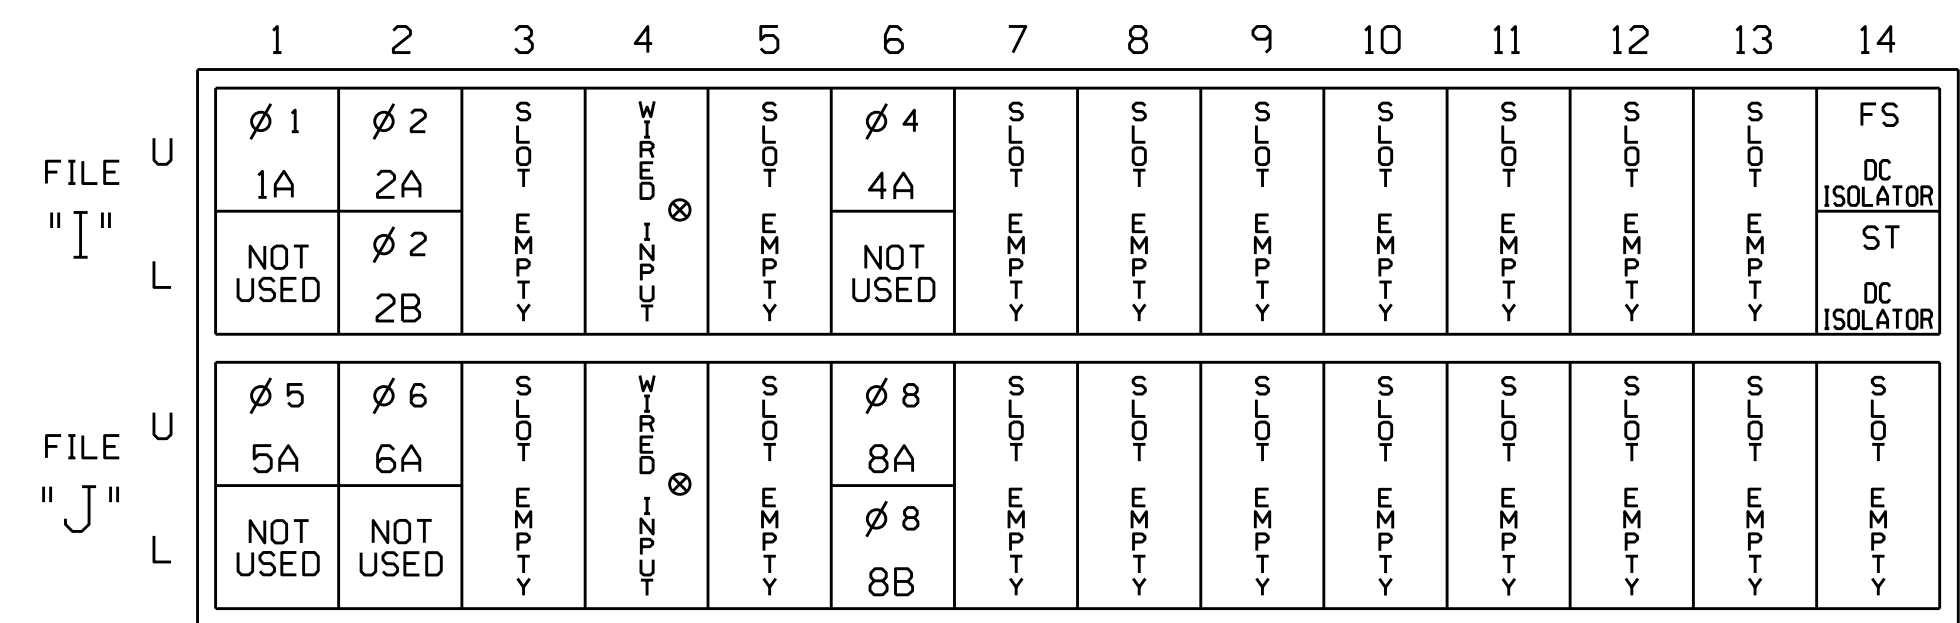 1 2 3 4 5 6 7 8 9 10 11 12 13 14
FILE "I"
U
L
Ø 1
1A
NOT
USED
Ø 2
2A
Ø 2
2B
SLOT EMPTY
WIRED INPUT
SLOT EMPTY
Ø 4
4A
NOT
USED
SLOT EMPTY
SLOT EMPTY
SLOT EMPTY
SLOT EMPTY
SLOT EMPTY
SLOT EMPTY
SLOT EMPTY
FS
DC
ISOLATOR
ST
DC
ISOLATOR
FILE "J"
U
L
Ø 5
5A
NOT
USED
Ø 6
6A
NOT
USED
SLOT EMPTY
WIRED INPUT
SLOT EMPTY
Ø 8
8A
Ø 8
8B
SLOT EMPTY
SLOT EMPTY
SLOT EMPTY
SLOT EMPTY
SLOT EMPTY
SLOT EMPTY
SLOT EMPTY
SLOT EMPTY